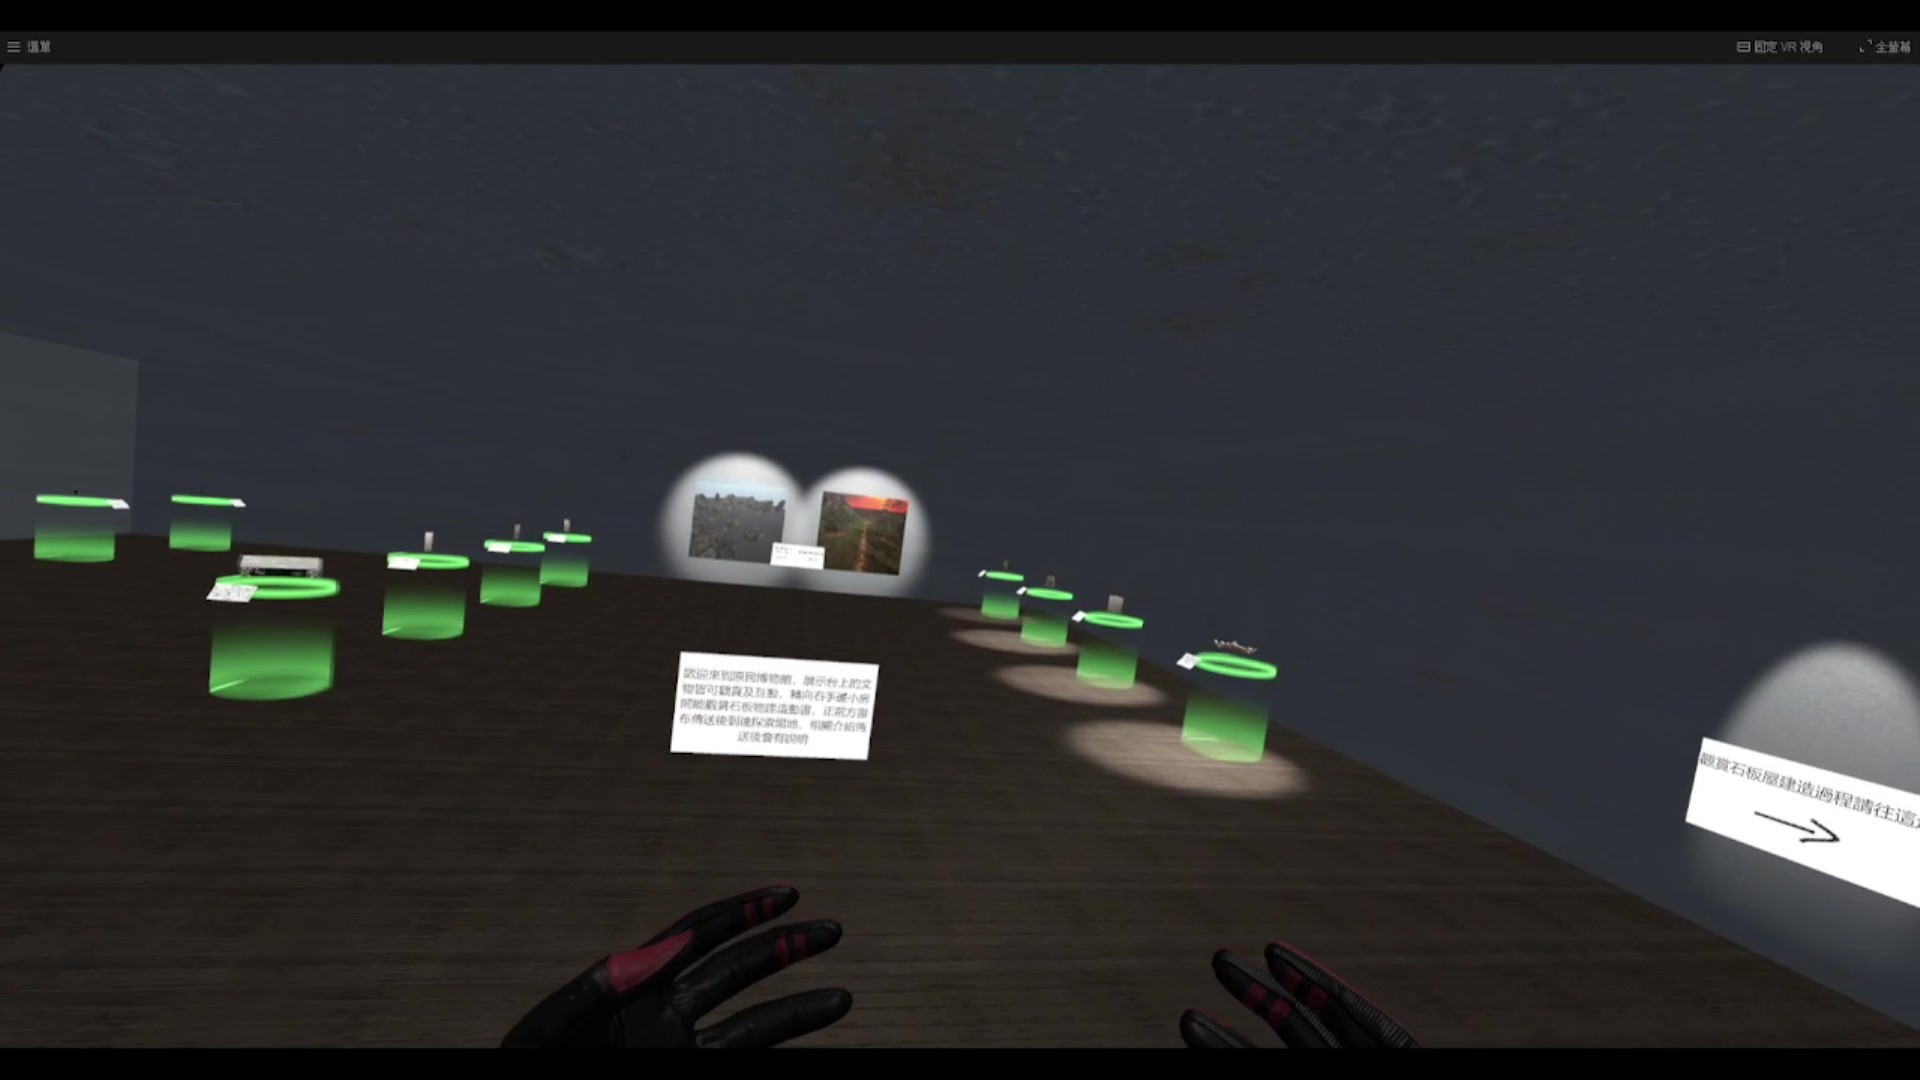 選單
固定 VR 視角
全螢幕
歡迎來到原民博物館，展示台上的文
物皆可觀賞及互動，轉向右手邊小房
間能觀賞石板物建造動畫，正前方畫
布傳送後到達探索場地，相關介紹傳
送後會有說明
觀賞石板屋建造過程請往這